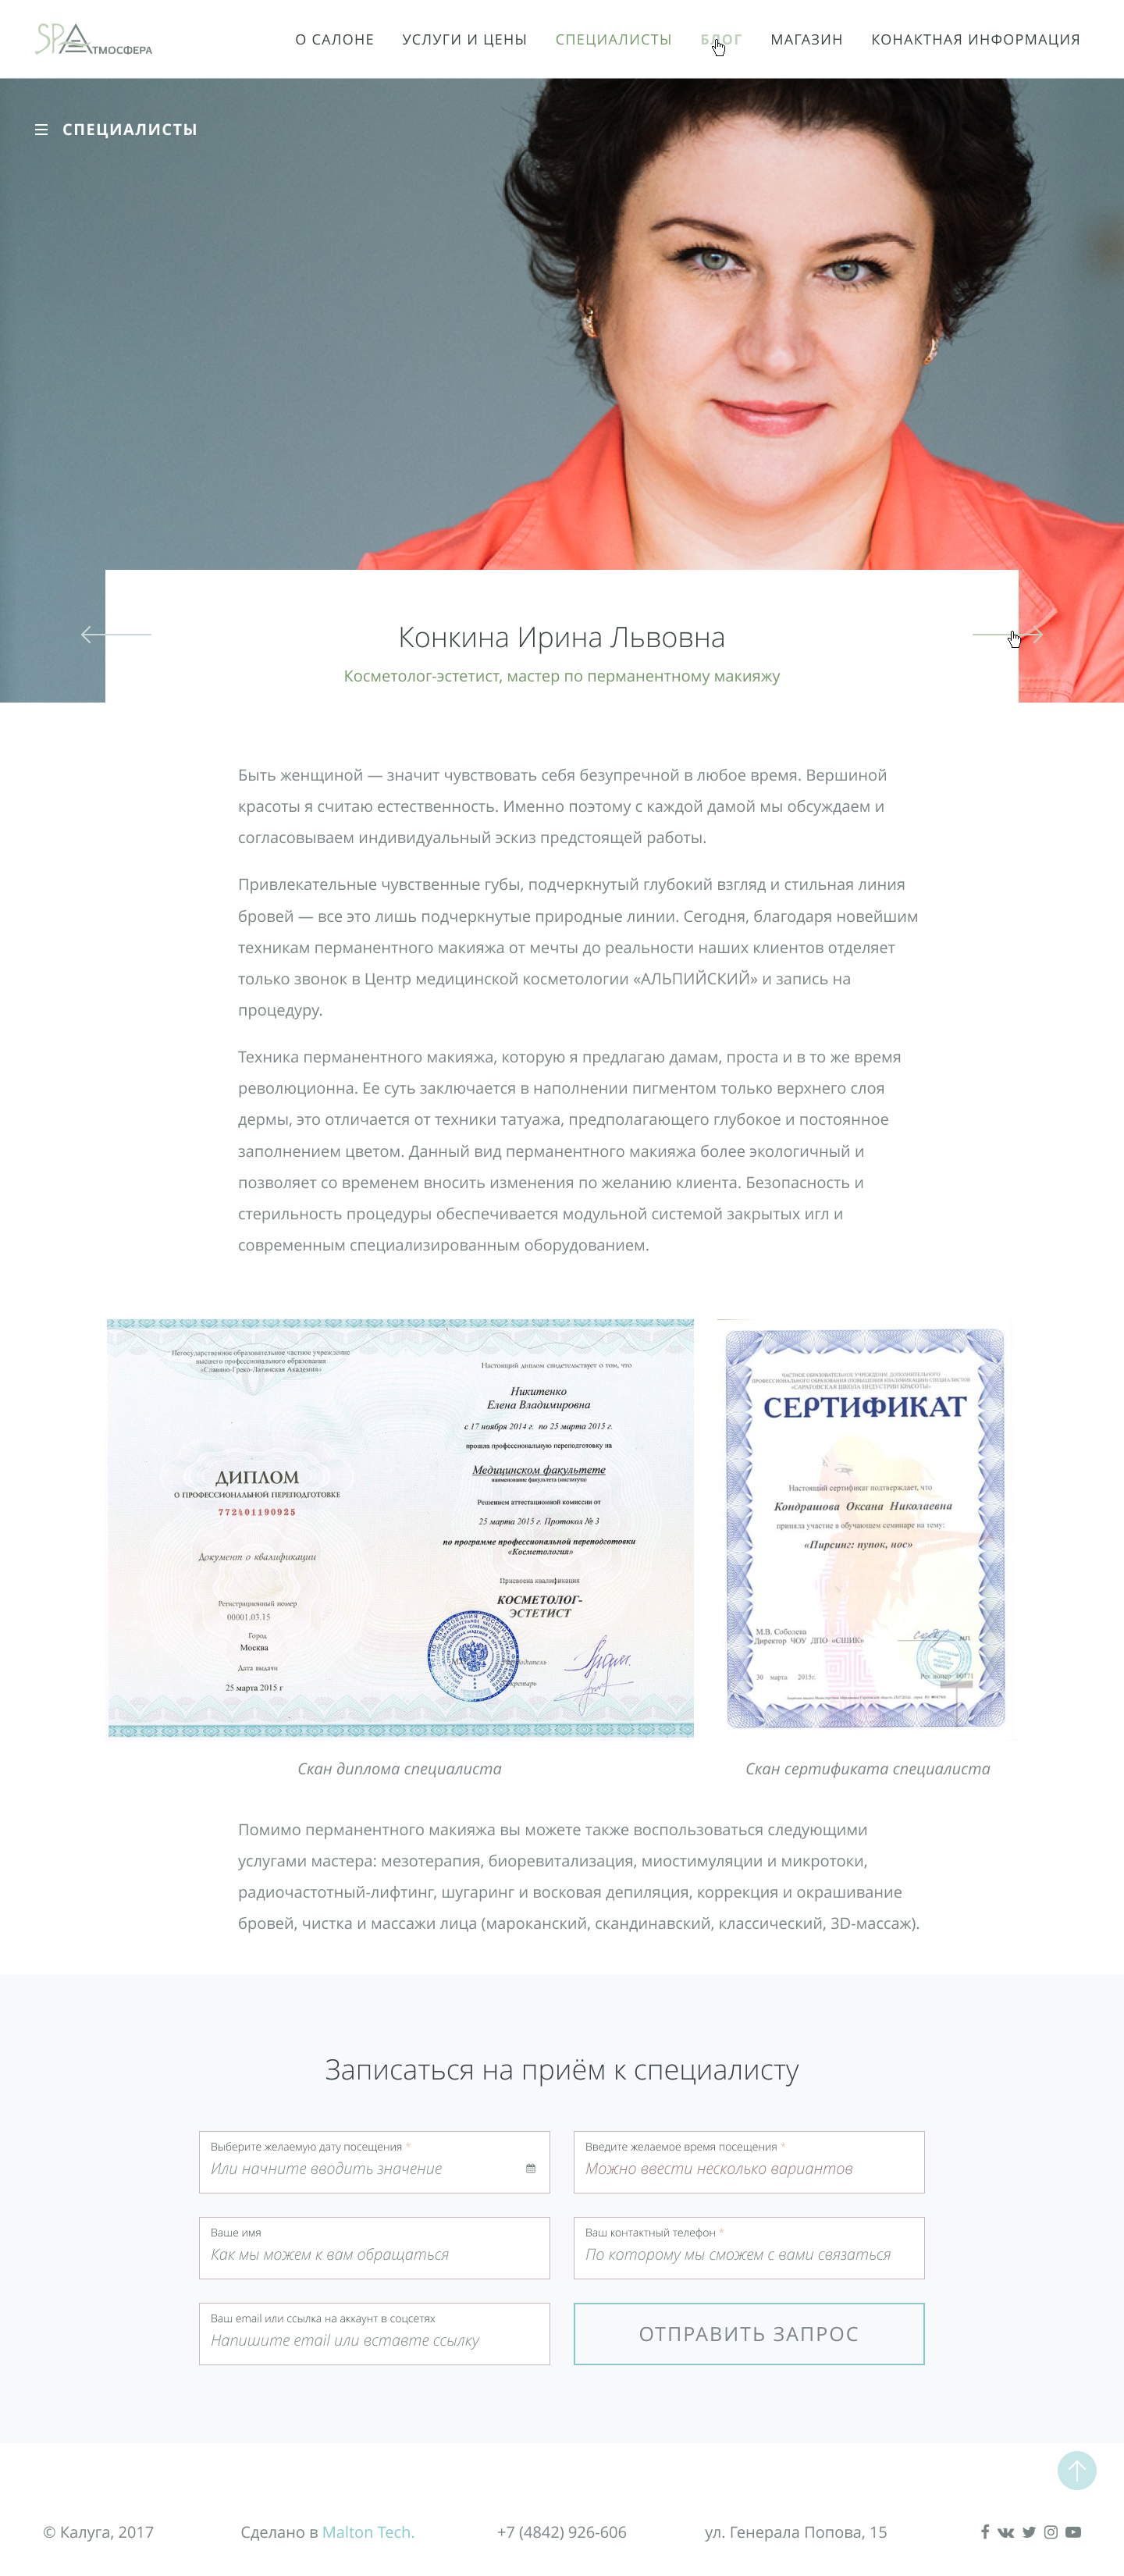 SPA АТМОСФЕРА
О САЛОНЕ
УСЛУГИ И ЦЕНЫ
СПЕЦИАЛИСТЫ
БЛОГ
МАГАЗИН
КОНАКТНАЯ ИНФОРМАЦИЯ
СПЕЦИАЛИСТЫ
Конкина Ирина Львовна
Косметолог-эстетист, мастер по перманентному макияжу
Быть женщиной — значит чувствовать себя безупречной в любое время. Вершиной
красоты я считаю естественность. Именно поэтому с каждой дамой мы обсуждаем и
согласовываем индивидуальный эскиз предстоящей работы.
Привлекательные чувственные губы, подчеркнутый глубокий взгляд и стильная линия
бровей — все это лишь подчеркнутые природные линии. Сегодня, благодаря новейшим
техникам перманентного макияжа от мечты до реальности наших клиентов отделяет
только звонок в Центр медицинской косметологии «АЛЬПИЙСКИЙ» и запись на
процедуру.
Техника перманентного макияжа, которую я предлагаю дамам, проста и в то же время
революционна. Ее суть заключается в наполнении пигментом только верхнего слоя
дермы, это отличается от техники татуажа, предполагающего глубокое и постоянное
заполнением цветом. Данный вид перманентного макияжа более экологичный и
позволяет со временем вносить изменения по желанию клиента. Безопасность и
стерильность процедуры обеспечивается модульной системой закрытых игл и
современным специализированным оборудованием.
Негосударственное образовательное частное учреждение
высшего профессионального образования
«Славяно-Греко-Латинская Академия»
ДИПЛОМ
О ПРОФЕССИОНАЛЬНОЙ ПЕРЕПОДГОТОВКЕ
772401190925
Документ о квалификации
Регистрационный номер
00001.03.15
Город
Москва
Дата выдачи
25 марта 2015 г
Настоящий диплом свидетельствует о том, что
Никитенко
Елена Владимировна
с 17 ноября 2014 г. по 25 марта 2015 г.
прошла профессиональную переподготовку на
Медицинском факультете
наименование факультета (института)
Решением аттестационной комиссии от
25 марта 2015 г. Протокол № 3
по программе профессиональной переподготовки
«Косметология»
Присвоена квалификация
КОСМЕТОЛОГ-
ЭСТЕТИСТ
ЧАСТНОЕ ОБРАЗОВАТЕЛЬНОЕ УЧРЕЖДЕНИЕ ДОПОЛНИТЕЛЬНОГО
ПРОФЕССИОНАЛЬНОГО ОБРАЗОВАНИЯ (ПОВЫШЕНИЯ КВАЛИФИКАЦИИ) СПЕЦИАЛИСТОВ
«САРАТОВСКАЯ ШКОЛА ИНДУСТРИИ КРАСОТЫ»
СЕРТИФИКАТ
Настоящий сертификат подтверждает, что
Кондрашова Оксана Николаевна
приняла участие в обучающем семинаре на тему:
«Пирсинг: пупок, нос»
М.В. Соболева
Директор ЧОУ ДПО «СШИК»
М.П.
30 марта 2015г.
Скан диплома специалиста
Скан сертификата специалиста
Помимо перманентного макияжа вы можете также воспользоваться следующими
услугами мастера: мезотерапия, биоревитализация, миостимуляции и микротоки,
радиочастотный-лифтинг, шугаринг и восковая депиляция, коррекция и окрашивание
бровей, чистка и массажи лица (мароканский, скандинавский, классический, 3D-массаж).
Записаться на приём к специалисту
Выберите желаемую дату посещения *
Или начните вводить значение
Введите желаемое время посещения *
Можно ввести несколько вариантов
Ваше имя
Как мы можем к вам обращаться
Ваш контактный телефон *
По которому мы сможем с вами связаться
Ваш email или ссылка на аккаунт в соцсетях
Напишите email или вставте ссылку
ОТПРАВИТЬ ЗАПРОС
© Калуга, 2017
Сделано в Malton Tech.
+7 (4842) 926-606
ул. Генерала Попова, 15